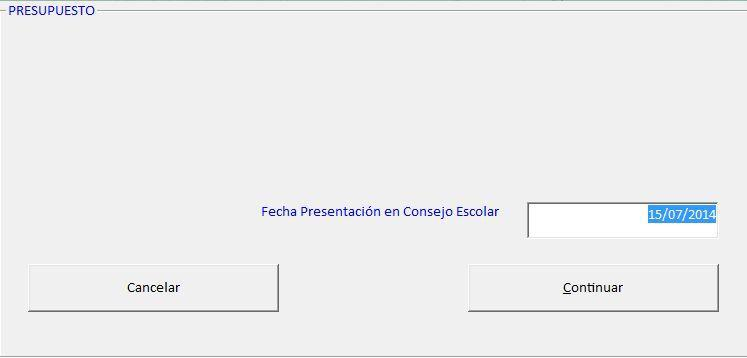 PRESUPUESTO
Fecha Presentación en Consejo Escolar 15/07/2014
Cancelar Continuar